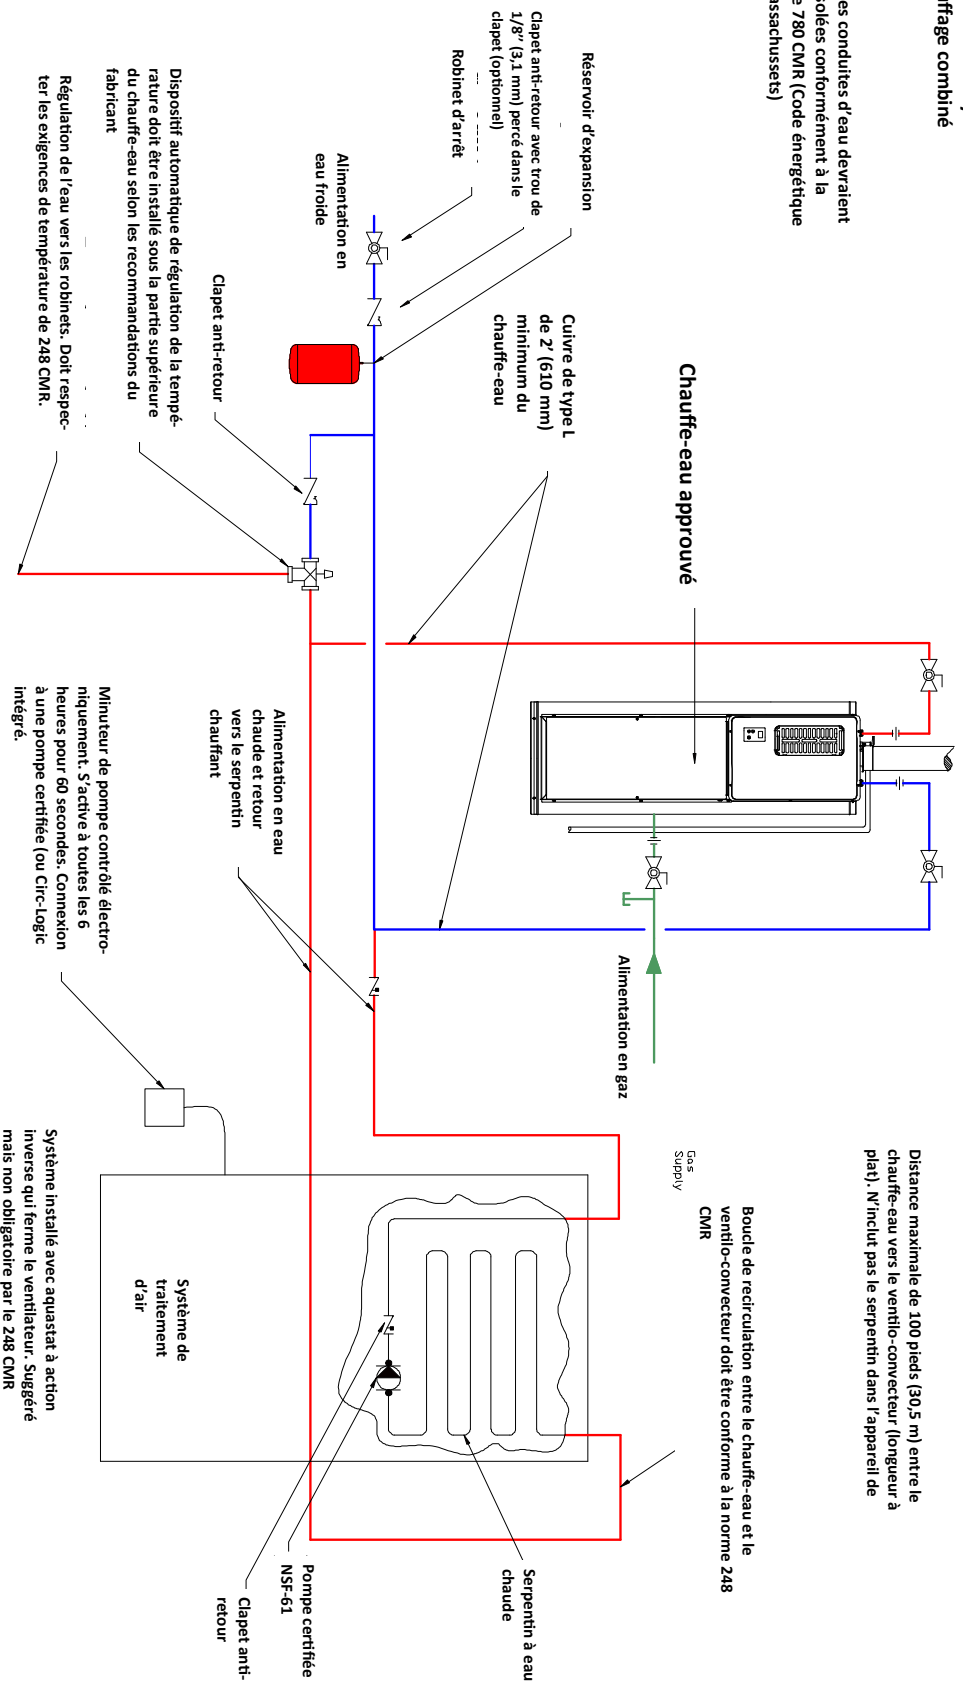 ffage combiné
es conduites d'eau devraient
solées conformément à la
e 780 CMR (Code énergétique
assachussets)
Réservoir d'expansion
Clapet anti-retour avec trou de
1/8" (3,1 mm) percé dans le
clapet (optionnel)
Robinet d'arrêt
Alimentation en
eau froide
Dispositif automatique de régulation de la tempé-
rature doit être installé sous la partie supérieure
du chauffe-eau selon les recommandations du
fabricant
Régulation de l'eau vers les robinets. Doit respec-
ter les exigences de température de 248 CMR.
Clapet anti-retour
Cuivre de type L
de 2' (610 mm)
minimum du
chauffe-eau
Chauffe-eau approuvé
Alimentation en eau
chaude et retour
vers le serpentin
chauffant
Minuteur de pompe contrôlé électro-
niquement. S'active à toutes les 6
heures pour 60 secondes. Connexion
à une pompe certifiée (ou Circ-Logic
intégré.
Alimentation en gaz
Gas
Supply
Distance maximale de 100 pieds (30,5 m) entre le
chauffe-eau vers le ventilo-convecteur (longueur à
plat). N'inclut pas le serpentin dans l'appareil de
Boucle de recirculation entre le chauffe-eau et le
ventilo-convecteur doit être conforme à la norme 248
CMR
Système de
traitement
d'air
Système installé avec aquastat à action
inverse qui ferme le ventilateur. Suggéré
mais non obligatoire par le 248 CMR
Serpentin à eau
chaude
Pompe certifiée
NSF-61
Clapet anti-
retour